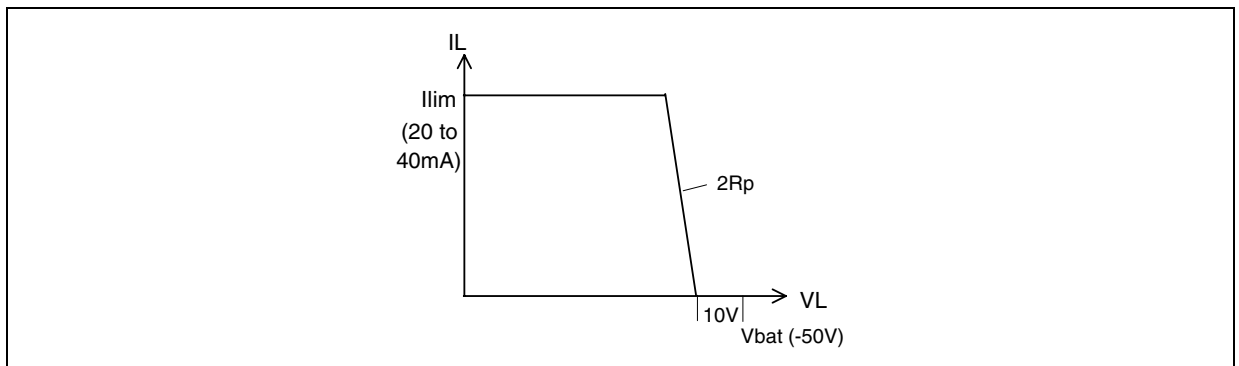 IL
Ilim
(20 to
40mA)
2Rp
VL
10V
Vbat (-50V)